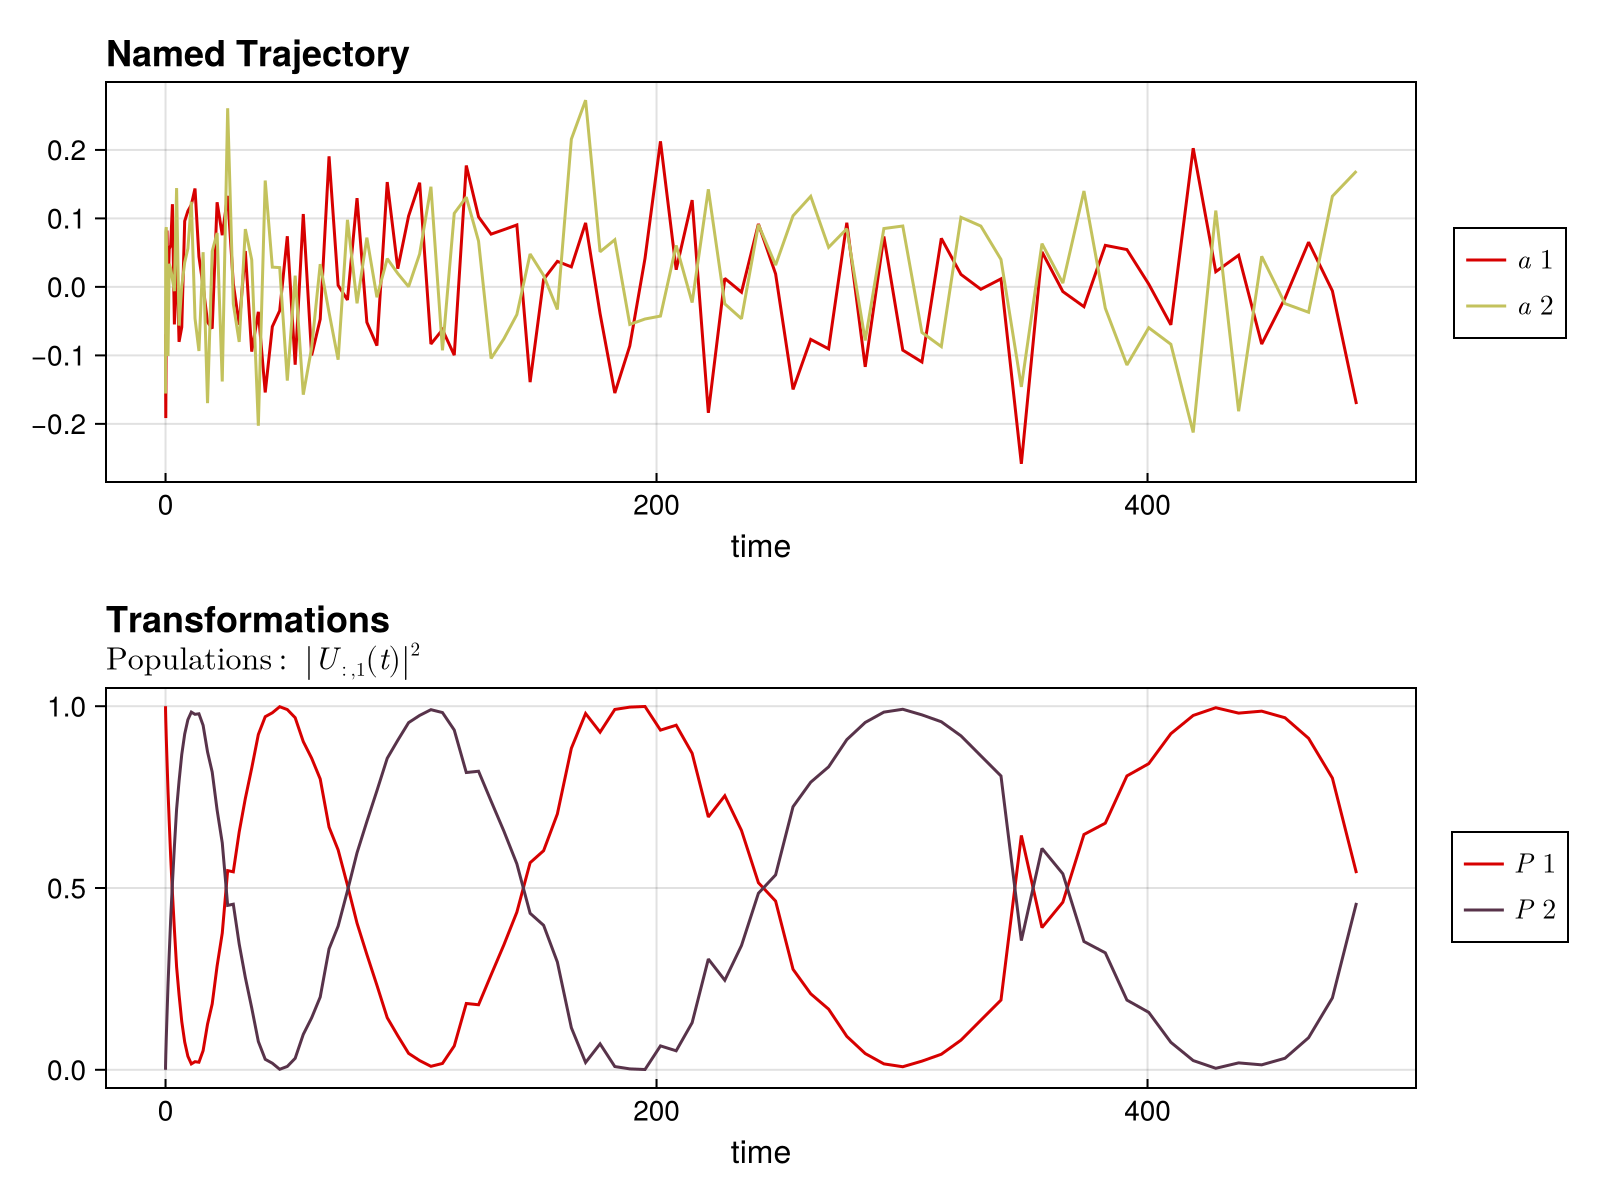 Named Trajectory
0.2
0.1
0.0
−0.1
−0.2
0 200 400
time
a 1
a 2
Transformations
Populations: |U:,1(t)|²
1.0
0.5
0.0
0 200 400
time
P 1
P 2